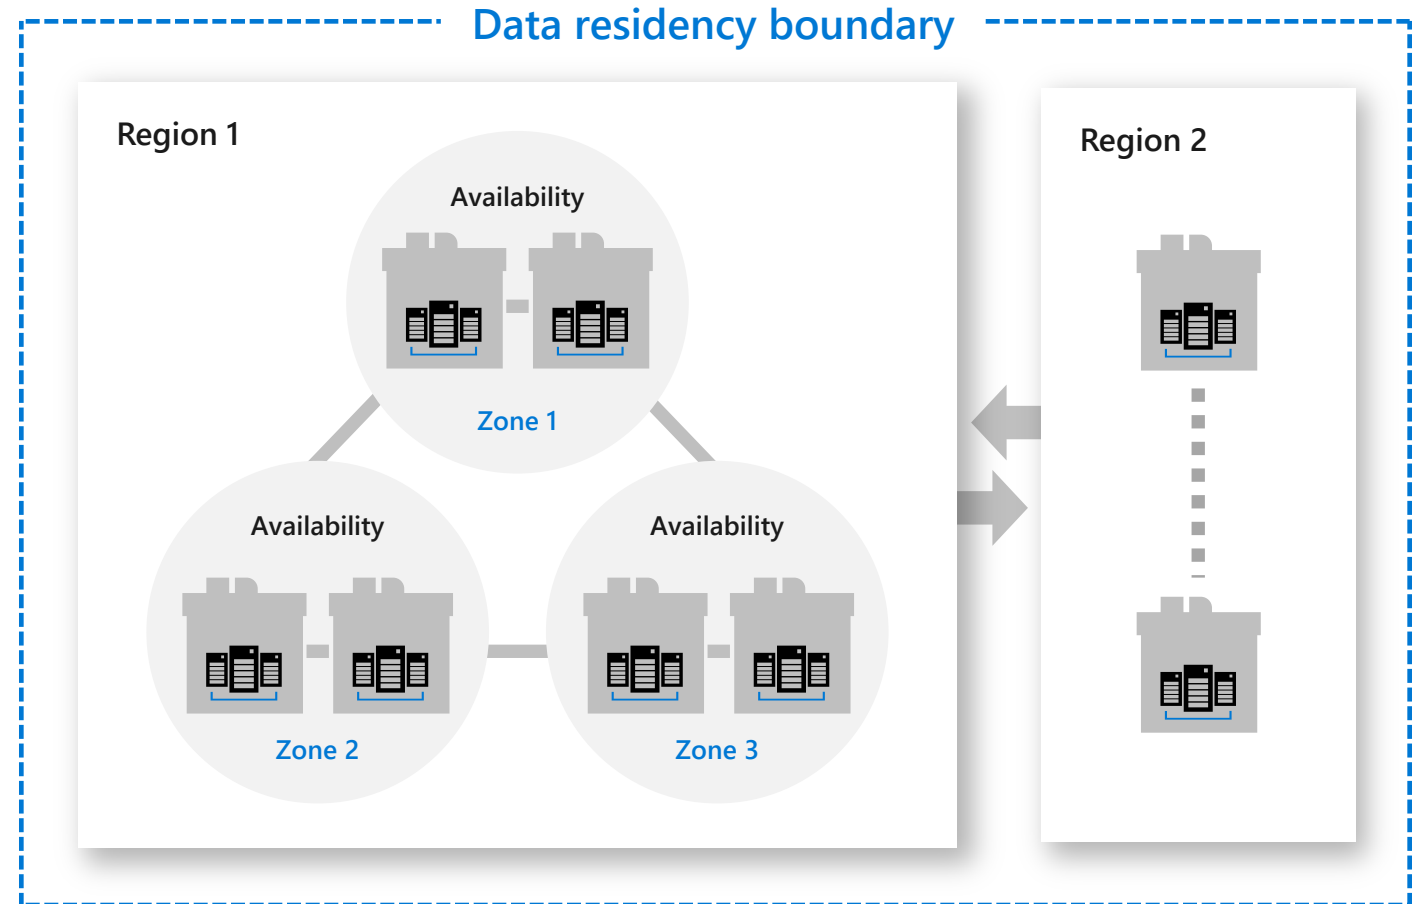 Data residency boundary
Region 1
Availability
Zone 1
Availability
Zone 2
Availability
Zone 3
Region 2